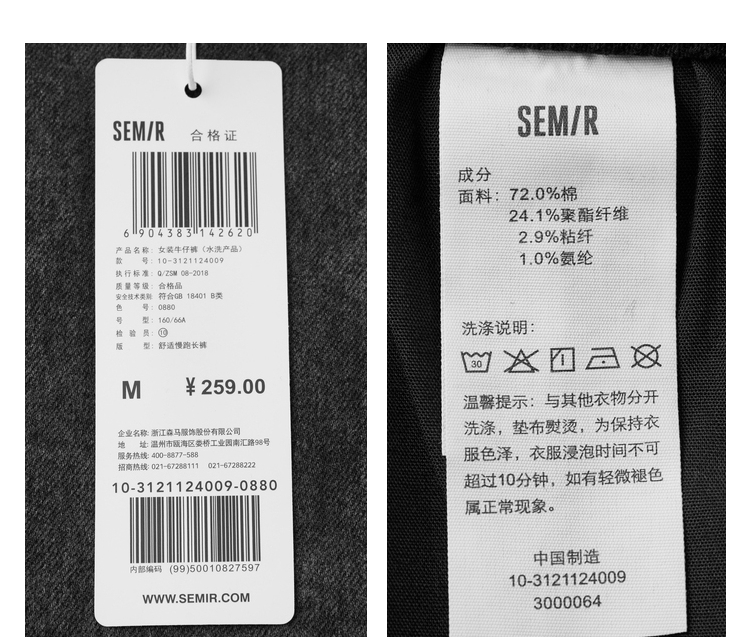 SEM/R 合格证
6 904383 142620
产品名称: 女装牛仔裤（水洗产品）
款 号: 10-3121124009
执行标准: Q/ZSM 08-2018
质量等级: 合格品
安全技术类别 符合GB 18401 B类
色 号: 0880
号 型: 160/66A
检 验 员: 10
版 型: 舒适慢跑长裤
M ¥259.00
企业名称: 浙江森马服饰股份有限公司
地 址: 温州市瓯海区娄桥工业园南汇路98号
服务热线: 400-8877-588
招商热线: 021-67288111 021-67288222
10-3121124009-0880
内部编码 (99)50010827597
WWW.SEMIR.COM
SEM/R
成分
面料: 72.0%棉
24.1%聚酯纤维
2.9%粘纤
1.0%氨纶
洗涤说明:
30
温馨提示: 与其他衣物分开
洗涤，垫布熨烫，为保持衣
服色泽，衣服浸泡时间不可
超过10分钟，如有轻微褪色
属正常现象。
中国制造
10-3121124009
3000064